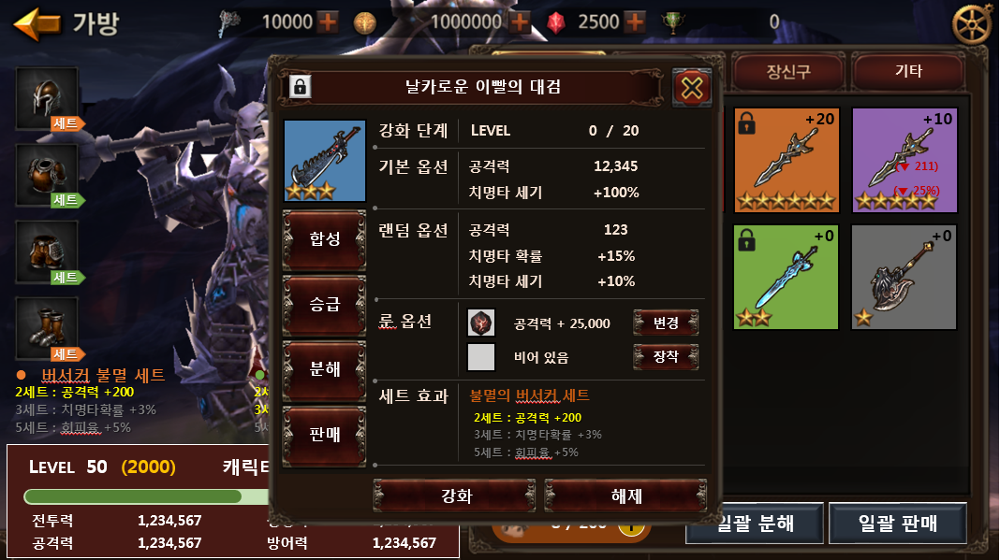 가방
10000
1000000
2500
0
날카로운 이빨의 대검
장신구
기타
세트
세트
세트
세트
강화 단계 LEVEL 0 / 20
기본 옵션 공격력 12,345
치명타 세기 +100%
랜덤 옵션 공격력 123
치명타 확률 +15%
치명타 세기 +10%
룬 옵션 공격력 + 25,000 변경
비어 있음 장착
세트 효과 불멸의 버서커 세트
2세트 : 공격력 +200
3세트 : 치명타확률 +3%
5세트 : 회피율 +5%
합성
승급
분해
판매
강화
해제
+20
+10
▼ 211)
(▼ 25%)
+0
+0
버서커 불멸 세트
2세트 : 공격력 +200
3세트 : 치명타확률 +3%
5세트 : 회피율 +5%
LEVEL 50 (2000)
전투력 1,234,567
공격력 1,234,567
방어력 1,234,567
일괄 분해
일괄 판매